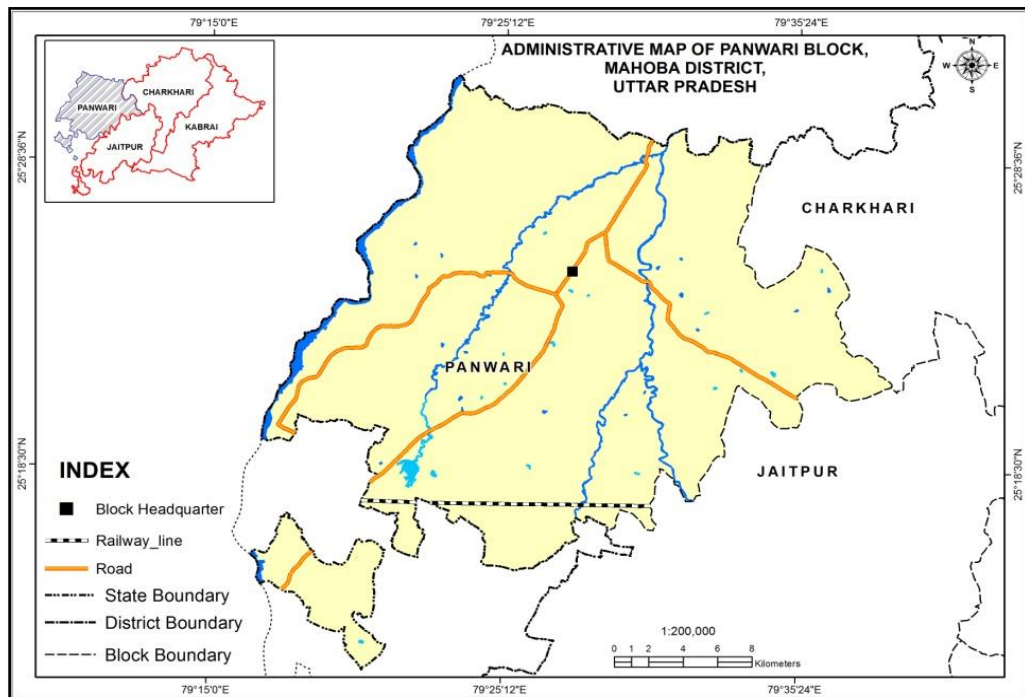 79°15'0"E
79°25'12"E
79°35'24"E
ADMINISTRATIVE MAP OF PANWARI BLOCK,
MAHOBA DISTRICT,
UTTAR PRADESH
N
W
E
S
CHARKHARI
PANWARI
KABRAI
JAITPUR
25°28'36"N
25°28'36"N
CHARKHARI
PANWARI
JAITPUR
25°18'30"N
25°18'30"N
INDEX
Block Headquarter
Railway_line
Road
State Boundary
District Boundary
Block Boundary
1:200,000
0 1 2 4 6 8
Kilometers
79°15'0"E
79°25'12"E
79°35'24"E